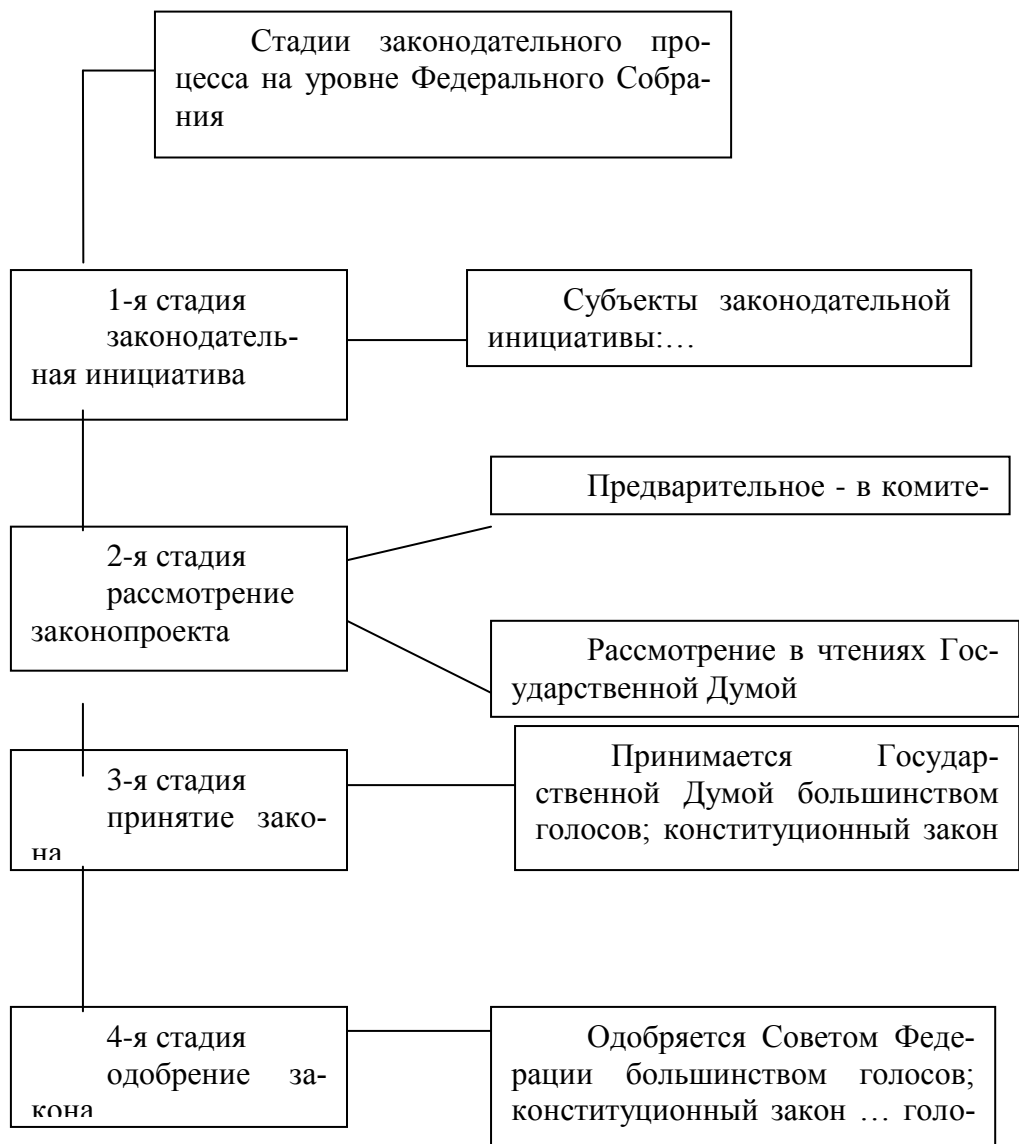 Стадии законодательного про-
цесса на уровне Федерального Собра-
ния
1-я стадия
законодатель-
ная инициатива
Субъекты законодательной
инициативы:…
Предварительное - в комите-
2-я стадия
рассмотрение
законопроекта
Рассмотрение в чтениях Гос-
ударственной Думой
3-я стадия
принятие зако-
на
Принимается Государ-
ственной Думой большинством
голосов; конституционный закон
4-я стадия
одобрение за-
кона
Одобряется Советом Феде-
рации большинством голосов;
конституционный закон … голо-